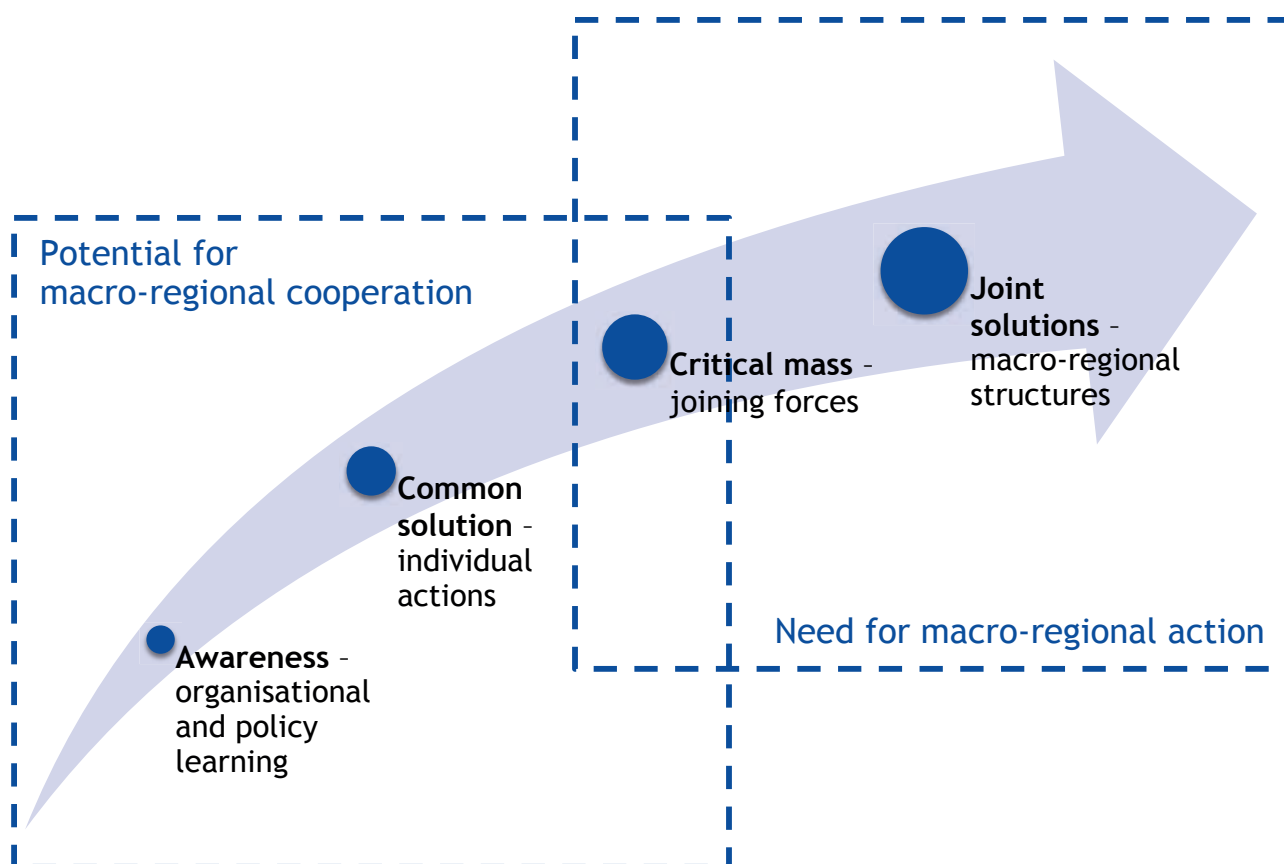 Potential for
macro-regional cooperation
Joint
solutions –
macro-regional
structures
Critical mass –
joining forces
Common
solution –
individual
actions
Need for macro-regional action
Awareness –
organisational
and policy
learning